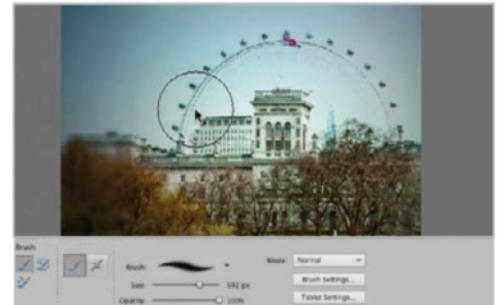 Brush
Brush:
Mode: Normal
Size: 592 px
Brush Settings...
Opacity: 100%
Tablet Settings...